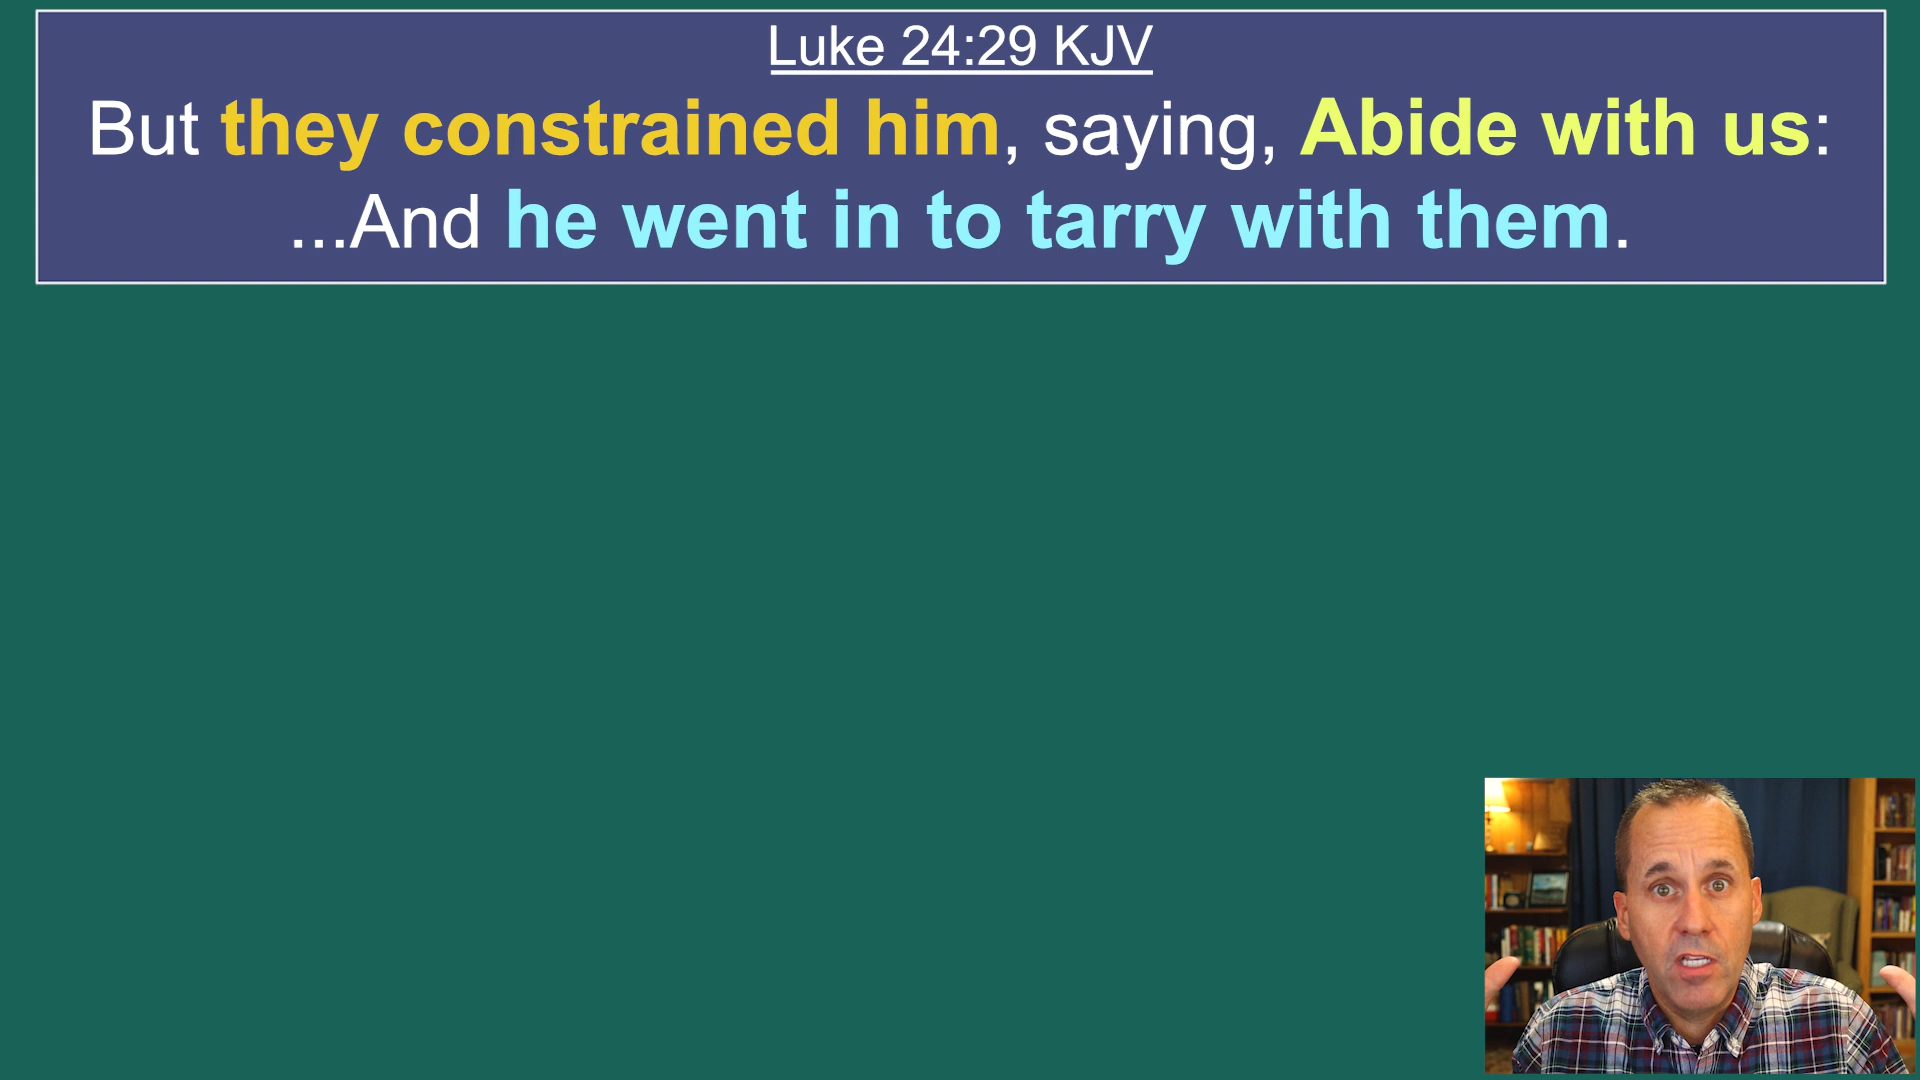 Luke 24:29 KJV
But they constrained him, saying, Abide with us:
...And he went in to tarry with them.